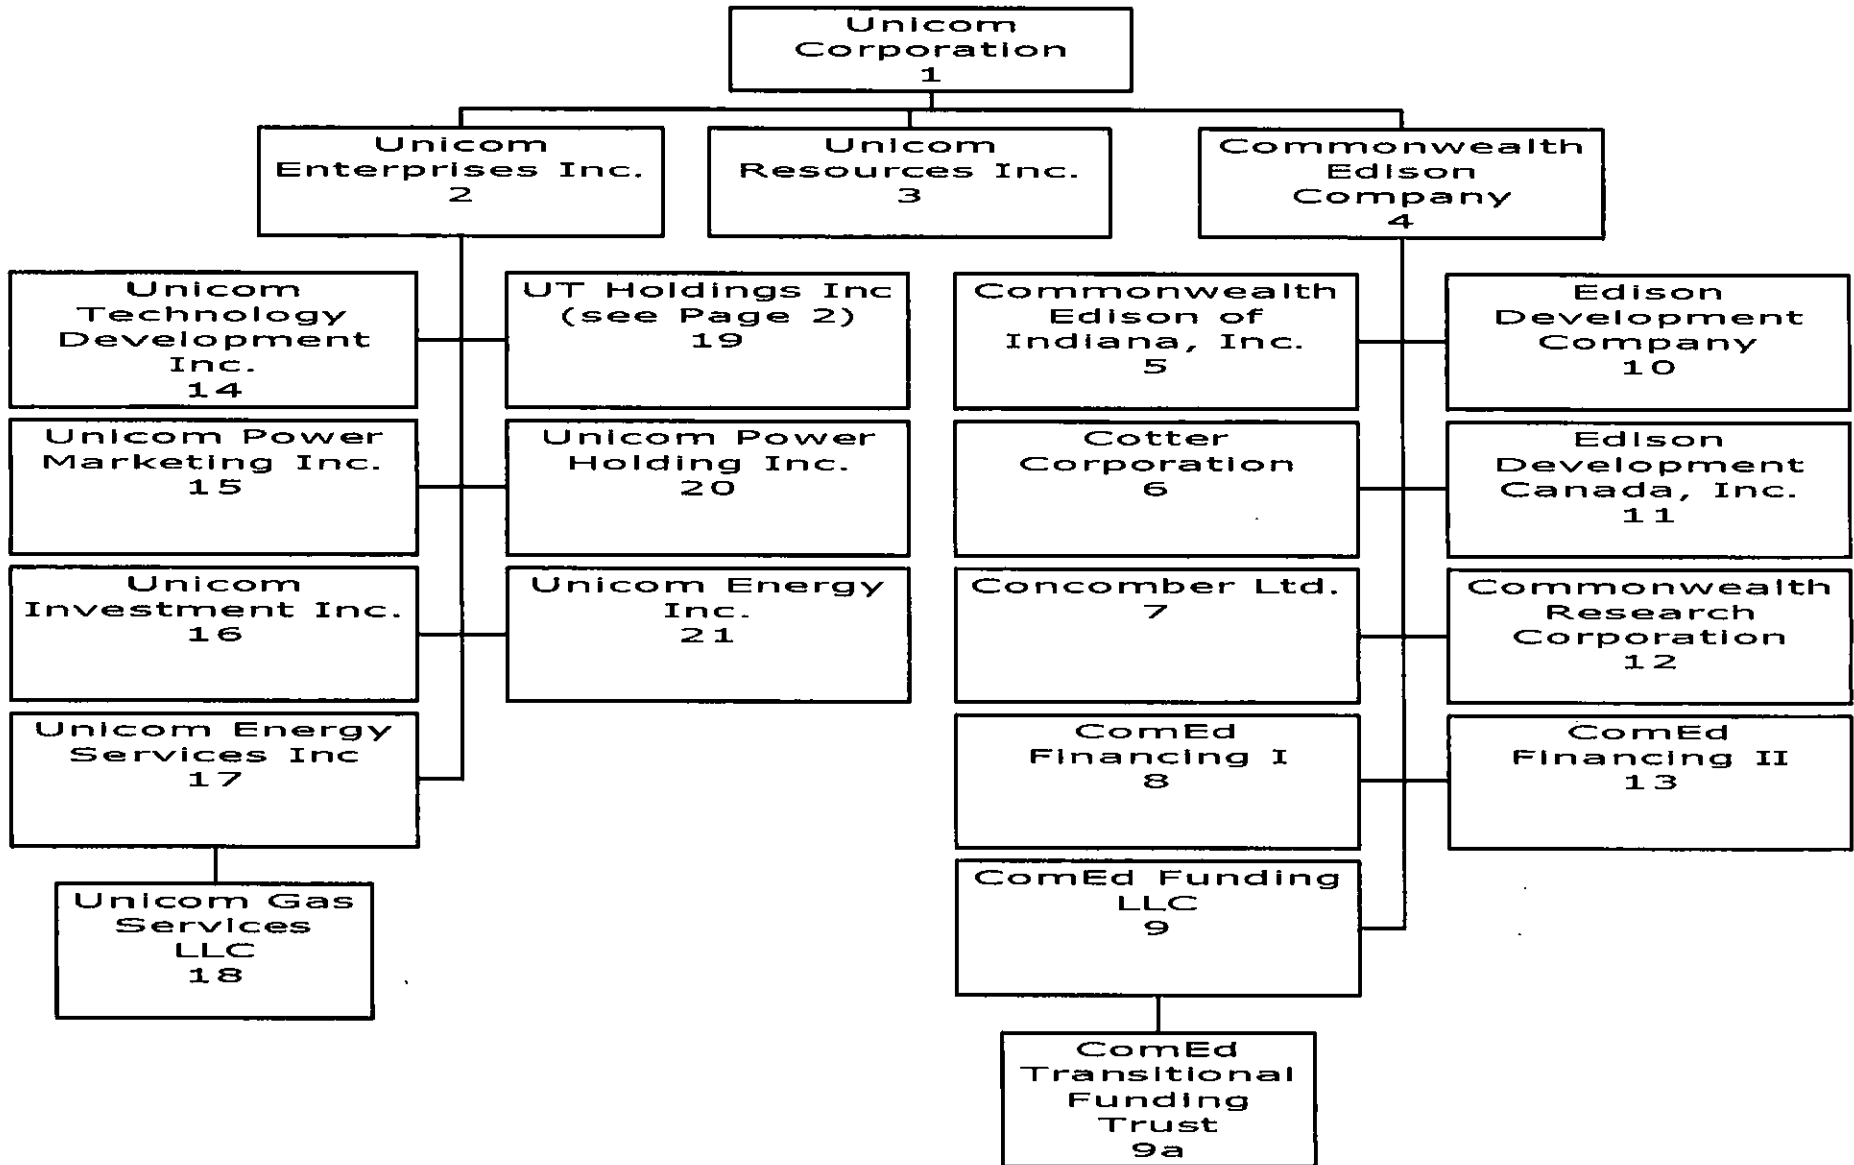 Unicom
Corporation
1
Unicom
Enterprises Inc.
2
Unicom
Resources Inc.
3
Commonwealth
Edison
Company
4
Unicom
Technology
Development
Inc.
14
UT Holdings Inc
(see Page 2)
19
Commonwealth
Edison of
Indiana, Inc.
5
Edison
Development
Company
10
Unicom Power
Marketing Inc.
15
Unicom Power
Holding Inc.
20
Cotter
Corporation
6
Edison
Development
Canada, Inc.
11
Unicom
Investment Inc.
16
Unicom Energy
Inc.
21
Concomber Ltd.
7
Commonwealth
Research
Corporation
12
Unicom Energy
Services Inc
17
ComEd
Financing I
8
ComEd
Financing II
13
Unicom Gas
Services
LLC
18
ComEd Funding
LLC
9
ComEd
Transitional
Funding
Trust
9a